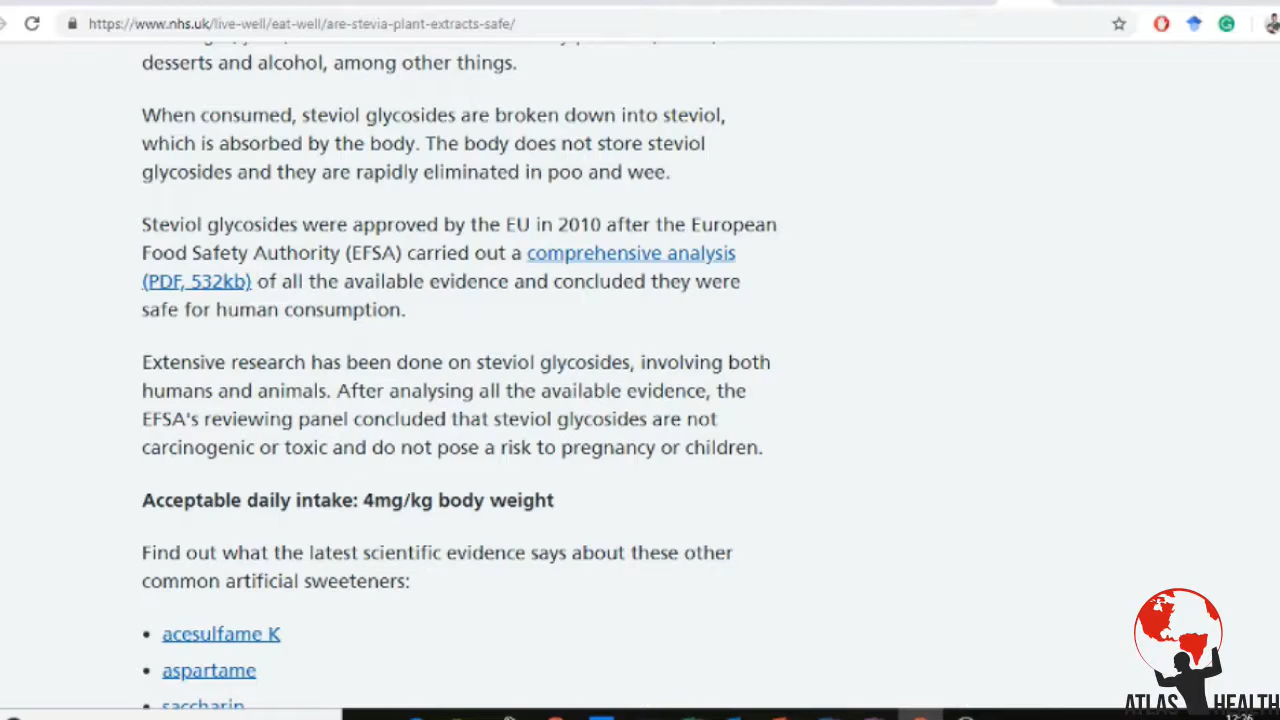 https://www.nhs.uk/live-well/eat-well/are-stevia-plant-extracts-safe/
desserts and alcohol, among other things.
When consumed, steviol glycosides are broken down into steviol,
which is absorbed by the body. The body does not store steviol
glycosides and they are rapidly eliminated in poo and wee.
Steviol glycosides were approved by the EU in 2010 after the European
Food Safety Authority (EFSA) carried out a comprehensive analysis
(PDF, 532kb) of all the available evidence and concluded they were
safe for human consumption.
Extensive research has been done on steviol glycosides, involving both
humans and animals. After analysing all the available evidence, the
EFSA's reviewing panel concluded that steviol glycosides are not
carcinogenic or toxic and do not pose a risk to pregnancy or children.
Acceptable daily intake: 4mg/kg body weight
Find out what the latest scientific evidence says about these other
common artificial sweeteners:
• acesulfame K
• aspartame
• saccharin
ATLAS HEALTH